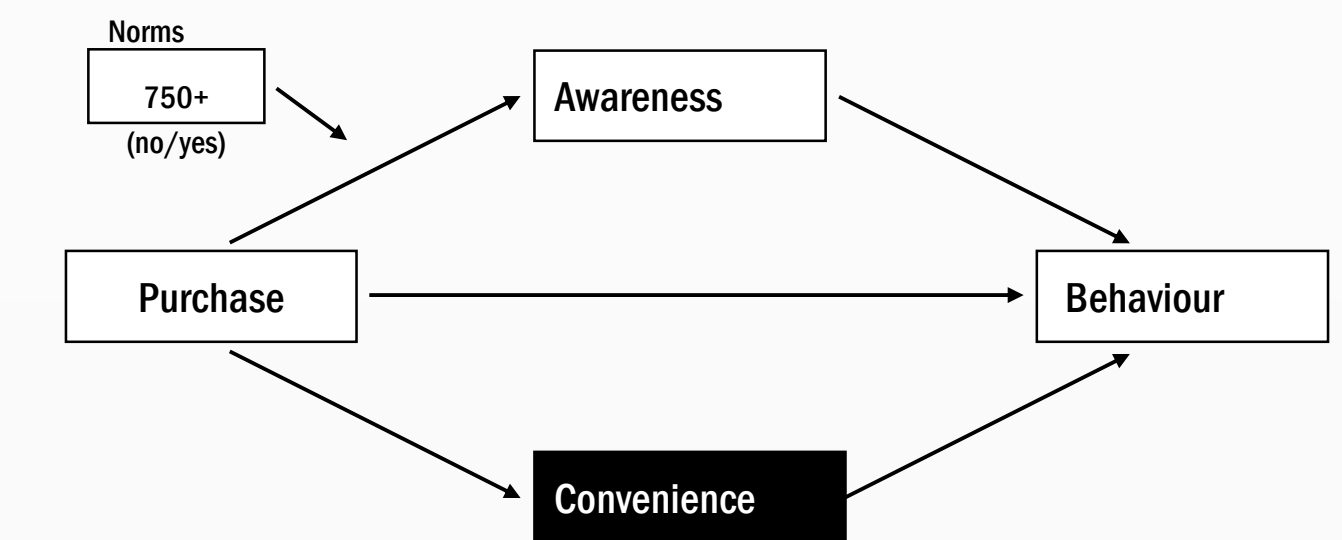 Norms
750+
(no/yes)
Awareness
Purchase
Behaviour
Convenience